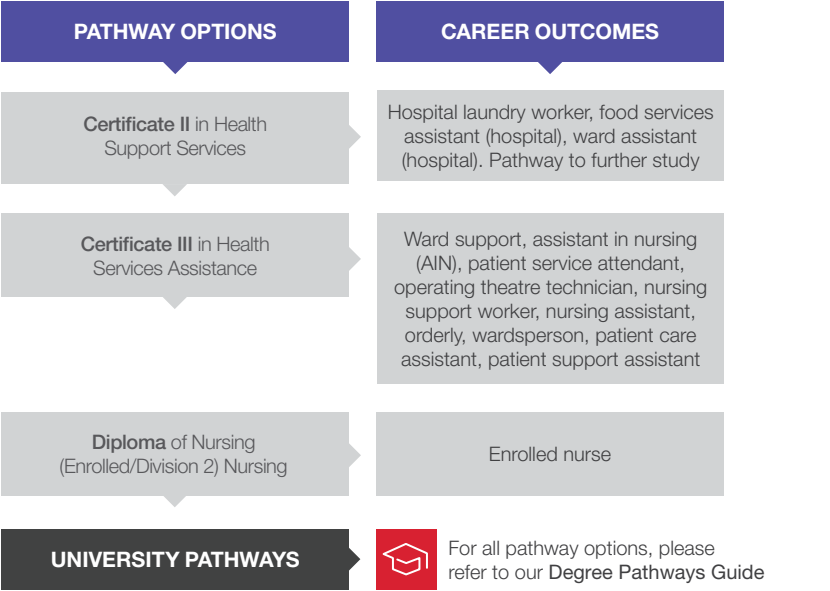 PATHWAY OPTIONS
CAREER OUTCOMES
Certificate II in Health
Support Services
Hospital laundry worker, food services
assistant (hospital), ward assistant
(hospital). Pathway to further study
Certificate III in Health
Services Assistance
Ward support, assistant in nursing
(AIN), patient service attendant,
operating theatre technician, nursing
support worker, nursing assistant,
orderly, wardsperson, patient care
assistant, patient support assistant
Diploma of Nursing
(Enrolled/Division 2) Nursing
Enrolled nurse
UNIVERSITY PATHWAYS
For all pathway options, please
refer to our Degree Pathways Guide